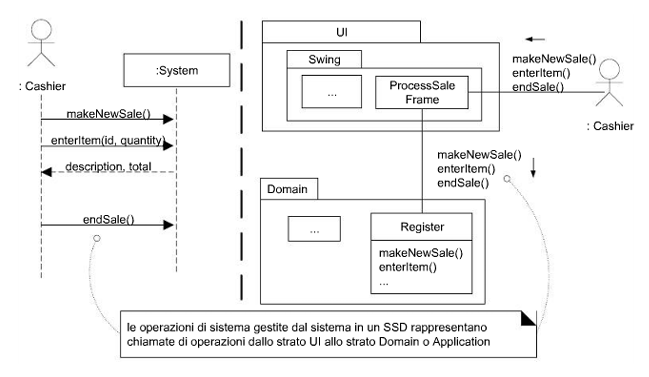 : Cashier
:System
makeNewSale()
enterItem(id, quantity)
description, total
endSale()
UI
Swing
...
ProcessSale
Frame
makeNewSale()
enterItem()
endSale()
: Cashier
makeNewSale()
enterItem()
endSale()
Domain
...
Register
makeNewSale()
enterItem()
...
le operazioni di sistema gestite dal sistema in un SSD rappresentano
chiamate di operazioni dallo strato UI allo strato Domain o Application